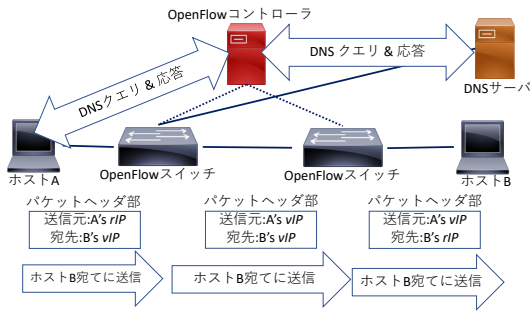 OpenFlowコントローラ
DNSクエリ & 応答
DNS クエリ & 応答
DNSサーバ
ホストA
OpenFlowスイッチ
OpenFlowスイッチ
ホストB
パケットヘッダ部
送信元:A's rIP
宛先:B's vIP
パケットヘッダ部
送信元:A's vIP
宛先:B's vIP
パケットヘッダ部
送信元:A's vIP
宛先:B's rIP
ホストB宛てに送信
ホストB宛てに送信
ホストB宛てに送信